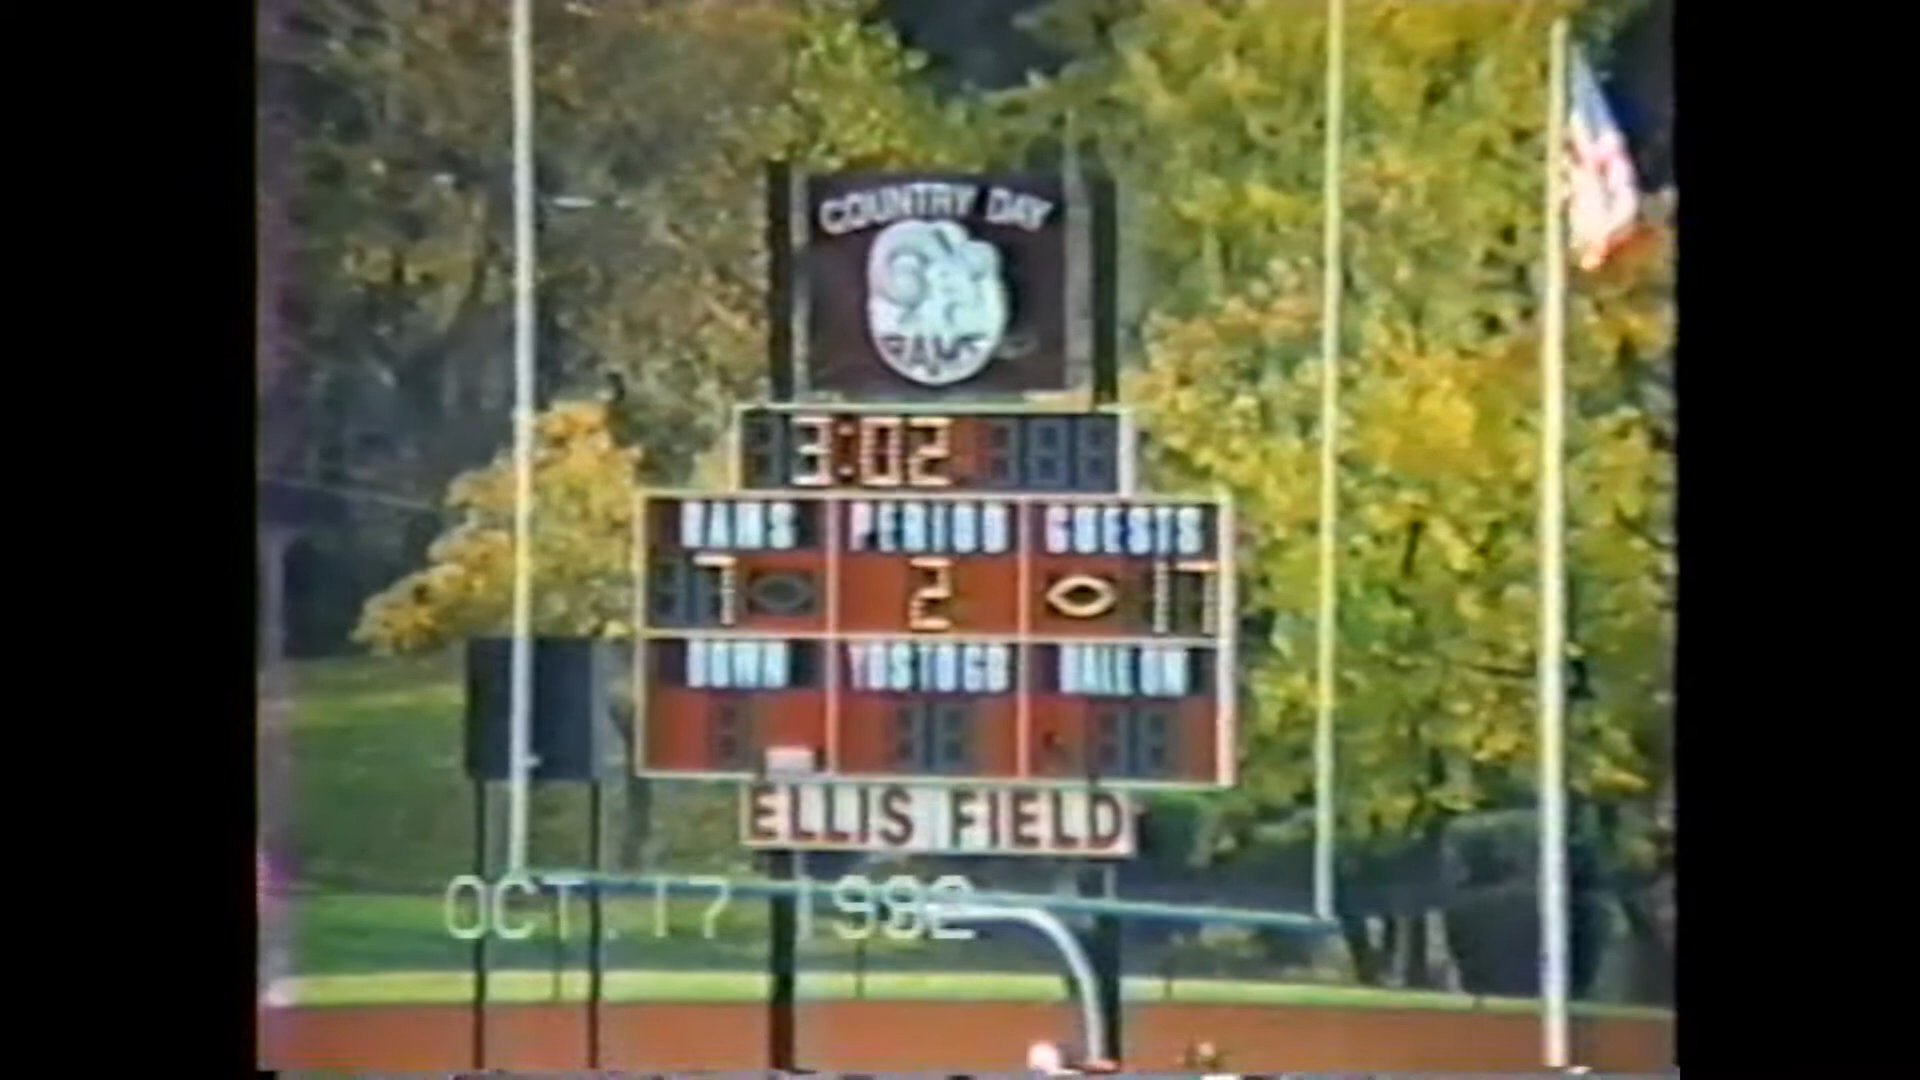 COUNTRY DAY
RAMS
3:02
RAMS PERIOD GUESTS
7 2 17
DOWN YDS TO GO BALL ON
ELLIS FIELD
OCT. 17 1992